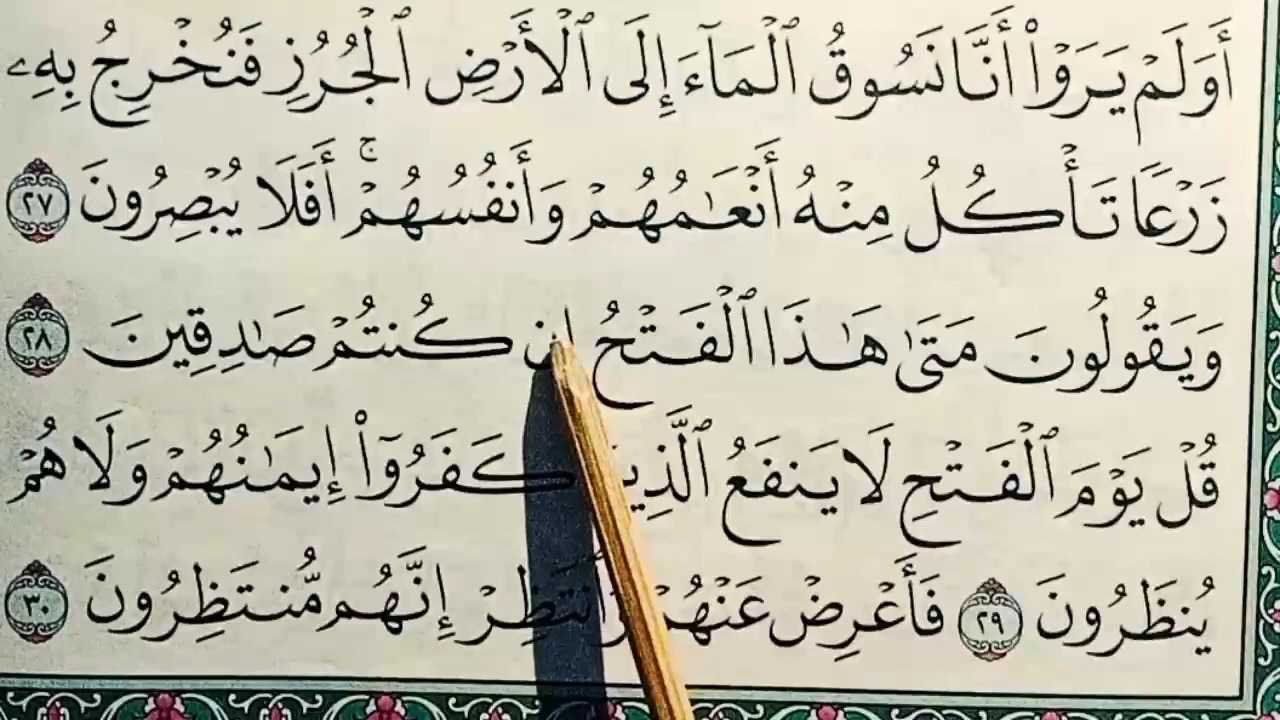 أَوَلَمْ يَرَوْا۟ أَنَّا نَسُوقُ ٱلْمَآءَ إِلَى ٱلْأَرْضِ ٱلْجُرُزِ فَنُخْرِجُ بِهِۦ
زَرْعًا تَأْكُلُ مِنْهُ أَنْعَـٰمُهُمْ وَأَنفُسُهُمْ ۚ أَفَلَا يُبْصِرُونَ ٢٧
وَيَقُولُونَ مَتَىٰ هَـٰذَا ٱلْفَتْحُ إِن كُنتُمْ صَـٰدِقِينَ ٢٨
قُلْ يَوْمَ ٱلْفَتْحِ لَا يَنفَعُ ٱلَّذِينَ كَفَرُوٓا۟ إِيمَـٰنُهُمْ وَلَا هُمْ
يُنظَرُونَ ٢٩ فَأَعْرِضْ عَنْهُمْ وَٱنتَظِرْ إِنَّهُم مُّنتَظِرُونَ ٣٠